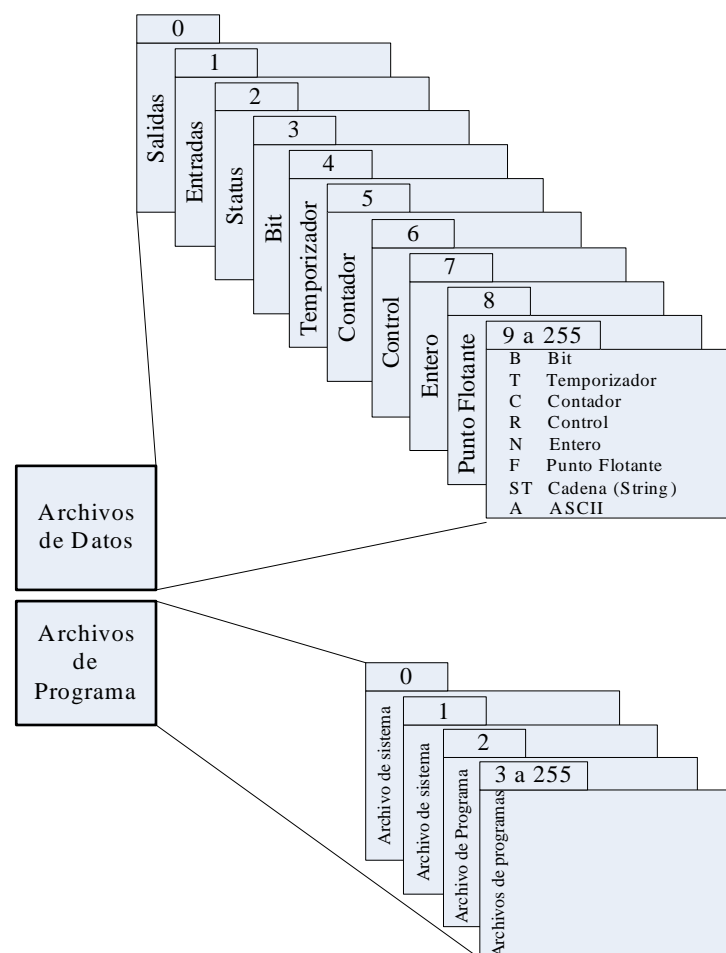 0
Salidas
1
Entradas
2
Status
3
Bit
4
Temporizador
5
Contador
6
Control
7
Entero
8
Punto Flotante
9 a 255
B Bit
T Temporizador
C Contador
R Control
N Entero
F Punto Flotante
ST Cadena (String)
A ASCII
Archivos
de Datos
Archivos
de
Programa
0
Archivo de sistema
1
Archivo de sistema
2
Archivo de Programa
3 a 255
Archivos de programas